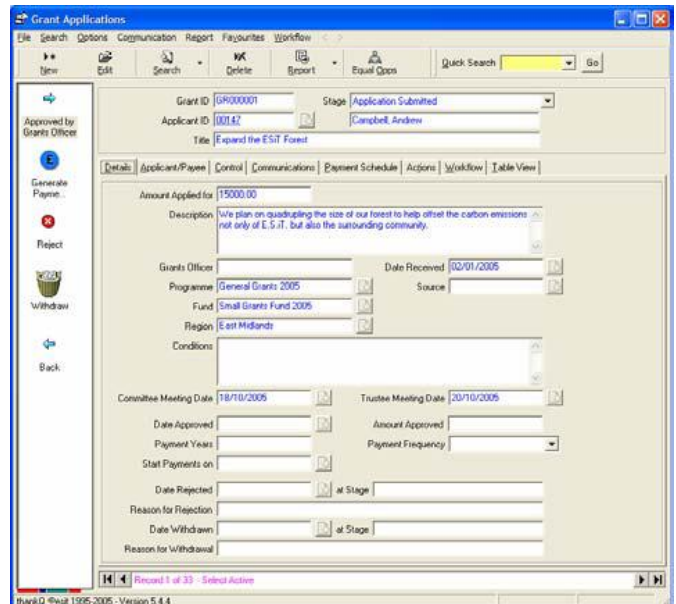 Grant Applications
File Search Options Communication Report Favourites Workflow < >
New Edit Search Delete Report Equal Opps Quick Search Go
Approved by Grants Officer
Generate Payme...
Reject
Withdraw
Back
Grant ID GR000001 Stage Application Submitted
Applicant ID 00147 Campbell, Andrew
Title Expand the ESiT Forest
Details Applicant/Payee Control Communications Payment Schedule Actions Workflow Table View
Amount Applied for 15000.00
Description We plan on quadrupling the size of our forest to help offset the carbon emissions
not only of E.S.iT. but also the surrounding community.
Grants Officer Date Received 02/01/2005
Programme General Grants 2005 Source
Fund Small Grants Fund 2005
Region East Midlands
Conditions
Committee Meeting Date 18/10/2005 Trustee Meeting Date 20/10/2005
Date Approved Amount Approved
Payment Years Payment Frequency
Start Payments on
Date Rejected at Stage
Reason for Rejection
Date Withdrawn at Stage
Reason for Withdrawal
Record 1 of 33 - Select Active
thankQ ©esit 1995-2005 - Version 5.4.4